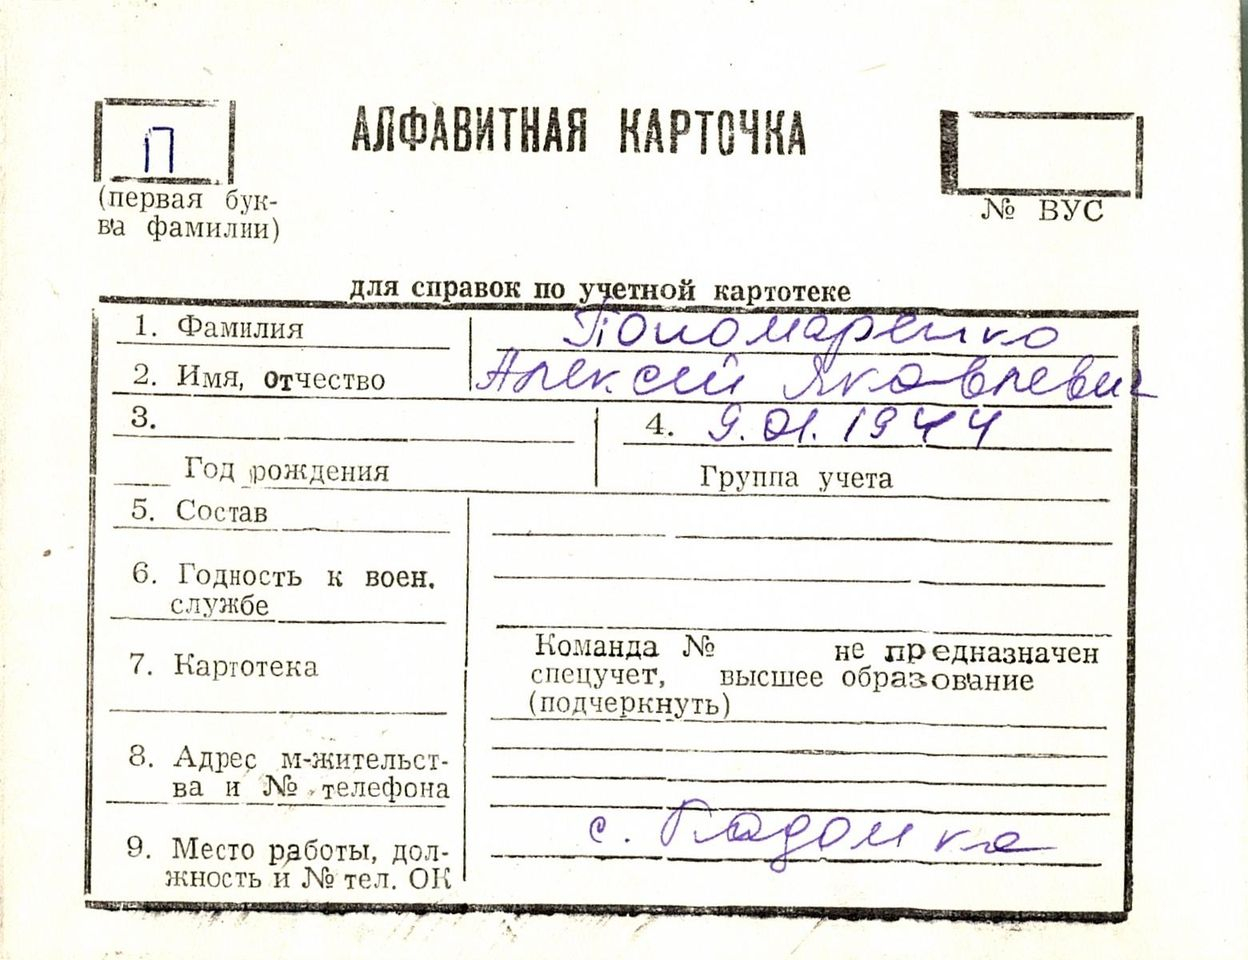 П
АЛФАВИТНАЯ КАРТОЧКА
(первая бук-
ва фамилии)
№ ВУС
для справок по учетной картотеке
1. Фамилия Пономаренко
2. Имя, отчество Алексей Яковлевич
3.
4. 9.01.1944
Год рождения
Группа учета
5. Состав
6. Годность к воен.
службе
7. Картотека
Команда № не предназначен
спецучет, высшее образование
(подчеркнуть)
8. Адрес м-жительст-
ва и № телефона
с.
9. Место работы, дол-
жность и № тел. ОК